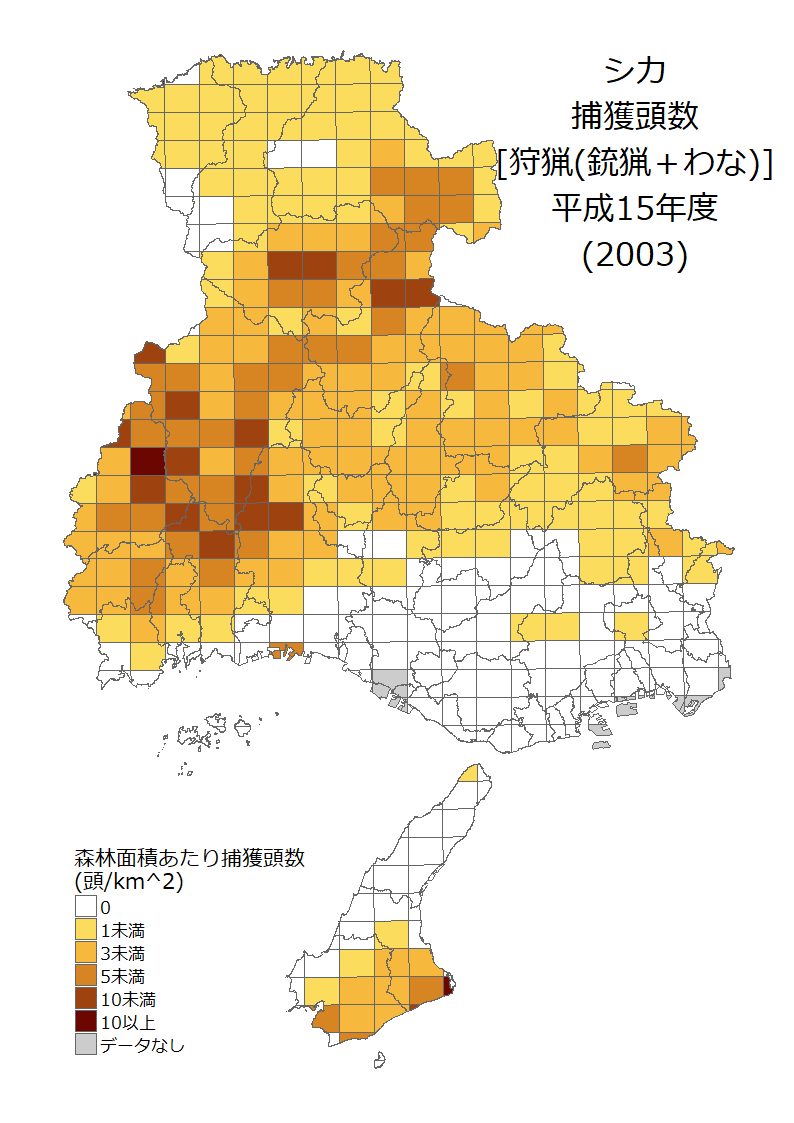 シカ
捕獲頭数
[狩猟(銃猟＋わな)]
平成15年度
(2003)
森林面積あたり捕獲頭数
(頭/km^2)
0
1未満
3未満
5未満
10未満
10以上
データなし